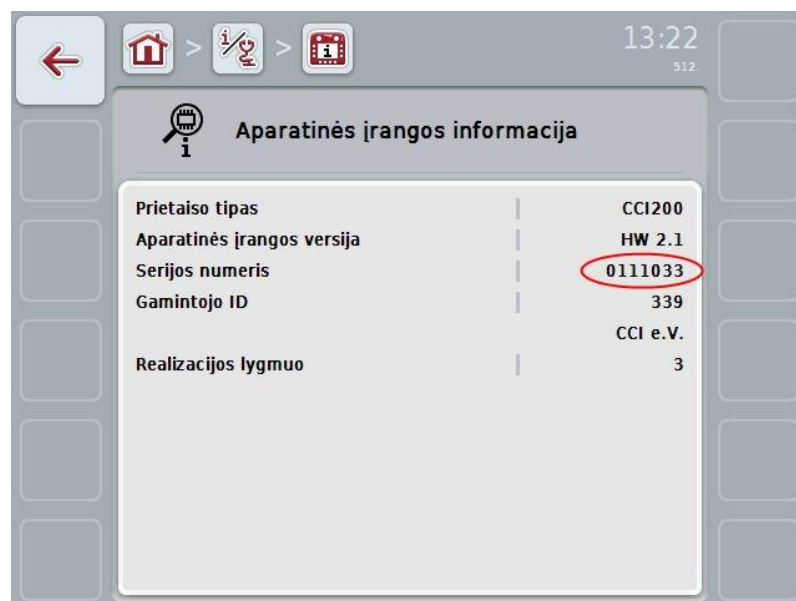 13:22
512.
Aparatinės įrangos informacija
Prietaiso tipas | CCI200
Aparatinės įrangos versija | HW 2.1
Serijos numeris | 0111033
Gamintojo ID | 339
CCI e.V.
Realizacijos lygmuo | 3